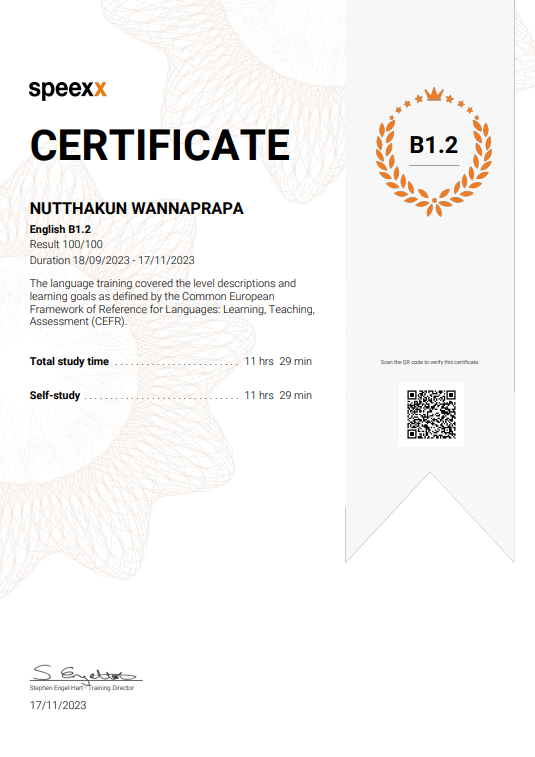 speexx
CERTIFICATE
B1.2
NUTTHAKUN WANNAPRAPA
English B1.2
Result 100/100
Duration 18/09/2023 - 17/11/2023
The language training covered the level descriptions and
learning goals as defined by the Common European
Framework of Reference for Languages: Learning, Teaching,
Assessment (CEFR).
Total study time . . . . . . . . . . . . . . . . . . . . . . . . 11 hrs 29 min
Self-study . . . . . . . . . . . . . . . . . . . . . . . . . . . . . . 11 hrs 29 min
Scan the QR code to verify this certificate.
S Engelhart
Stephen Engel-Hart - Training Director
17/11/2023